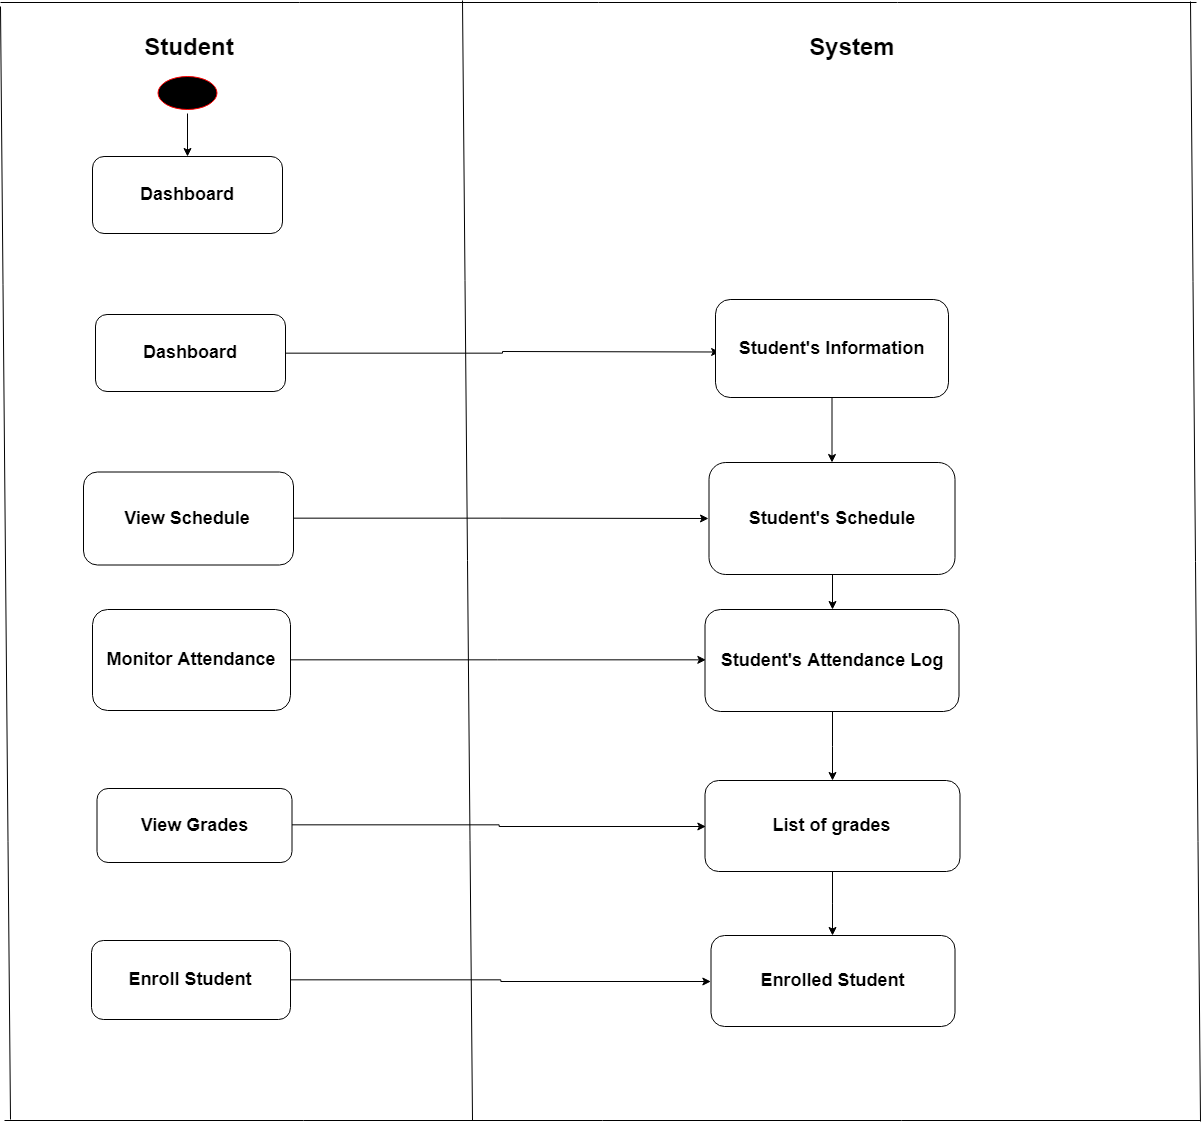 Student
System
Dashboard
Dashboard
Student's Information
View Schedule
Student's Schedule
Monitor Attendance
Student's Attendance Log
View Grades
List of grades
Enroll Student
Enrolled Student